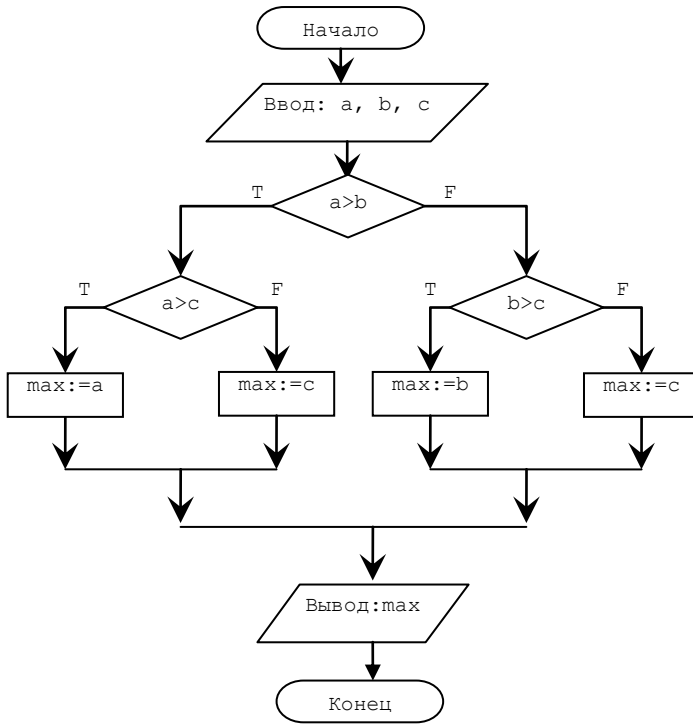 Начало
Ввод: a, b, c
T
a>b
F
T
a>c
F
T
b>c
F
max:=a
max:=c
max:=b
max:=c
Вывод:max
Конец